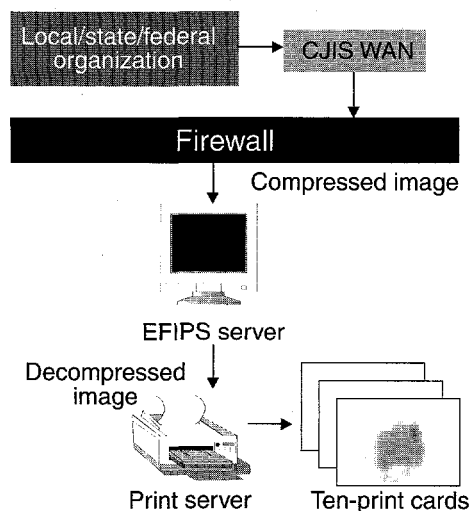 Local/state/federal
organization
CJIS WAN
Firewall
Compressed image
EFIPS server
Decompressed
image
Print server
Ten-print cards